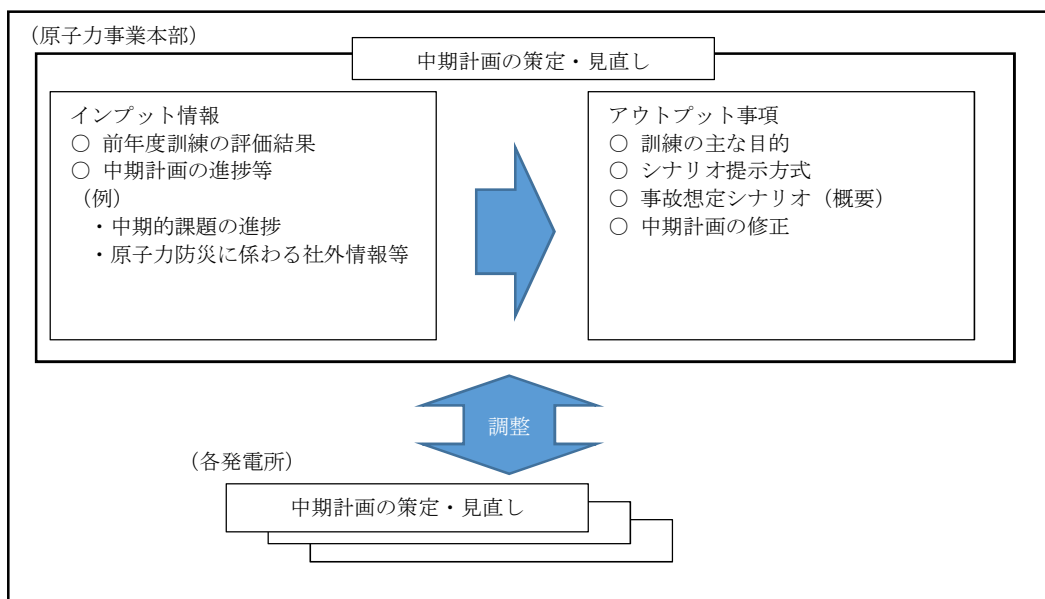 （原子力事業本部）
中期計画の策定・見直し
インプット情報
○ 前年度訓練の評価結果
○ 中期計画の進捗等
（例）
・中期的課題の進捗
・原子力防災に係わる社外情報等
アウトプット事項
○ 訓練の主な目的
○ シナリオ提示方式
○ 事故想定シナリオ（概要）
○ 中期計画の修正
調整
（各発電所）
中期計画の策定・見直し